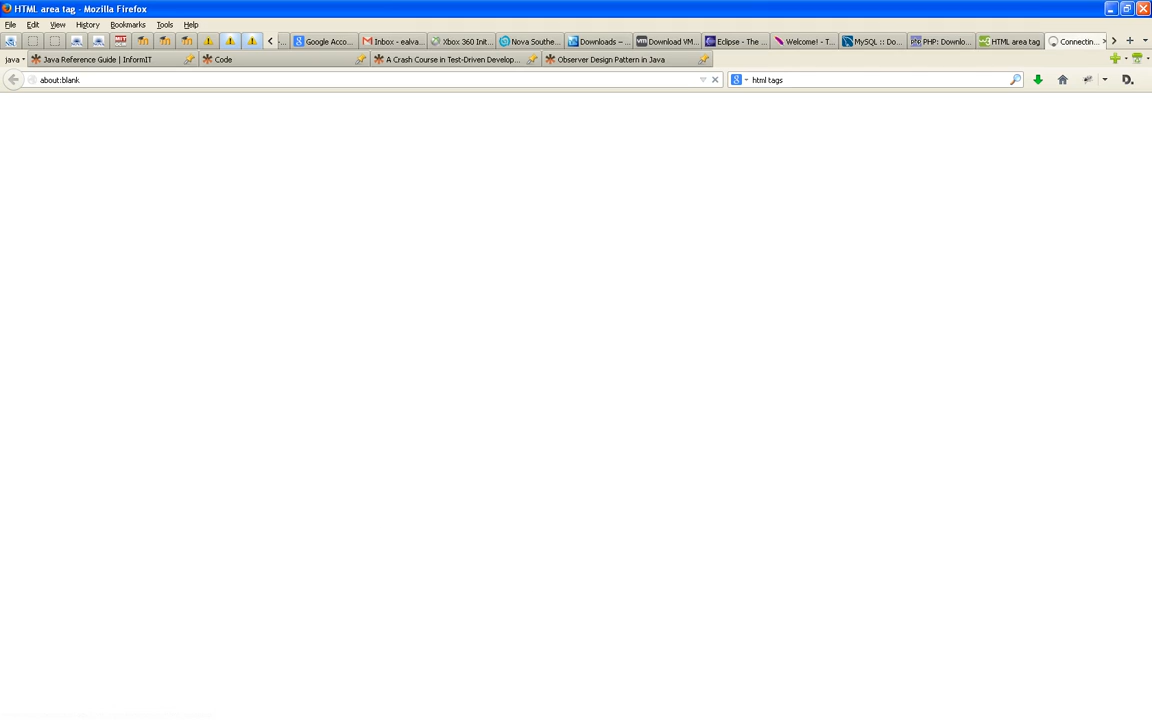 HTML area tag - Mozilla Firefox
File Edit View History Bookmarks Tools Help
-... Google Acco... Inbox - ealva... Xbox 360 Init... Nova Southe... Downloads – ... Download VM... Eclipse - The ... Welcome! - T... MySQL :: Do... PHP: Downlo... HTML area tag Connectin...
java Java Reference Guide | InformIT Code A Crash Course in Test-Driven Develop... Observer Design Pattern in Java
about:blank html tags D.